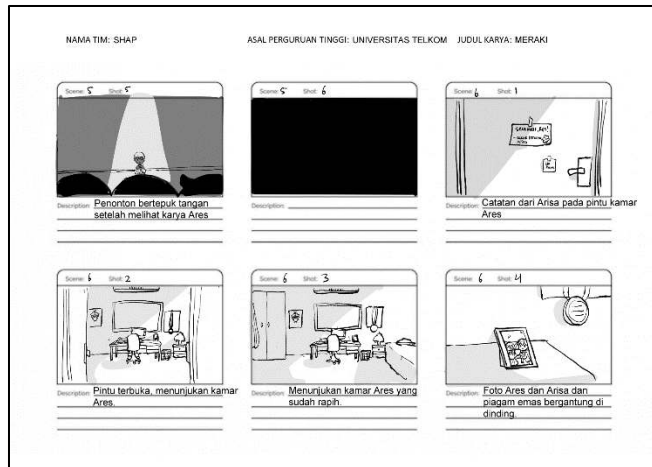 NAMA TIM: SHAP ASAL PERGURUAN TINGGI: UNIVERSITAS TELKOM JUDUL KARYA: MERAKI
Scene: 5 Shot: 5
Description: Penonton bertepuk tangan
setelah melihat karya Ares
Scene: 5 Shot: 6
Description:
Scene: 6 Shot: 1
Description: Catatan dari Arisa pada pintu kamar
Ares
Scene: 6 Shot: 2
Description: Pintu terbuka, menunjukan kamar
Ares.
Scene: 6 Shot: 3
Description: Menunjukan kamar Ares yang
sudah rapih.
Scene: 6 Shot: 4
Description: Foto Ares dan Arisa dan
piagam emas bergantung di
dinding.